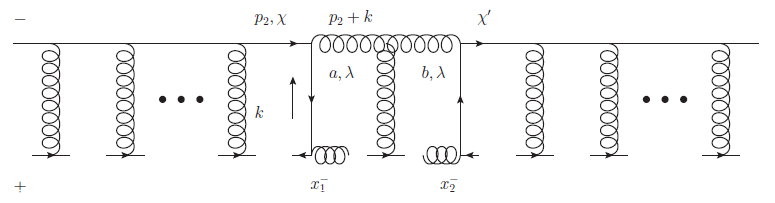 − p₂, χ p₂ + k χ′
a, λ b, λ
k
+ x₁⁻ x₂⁻